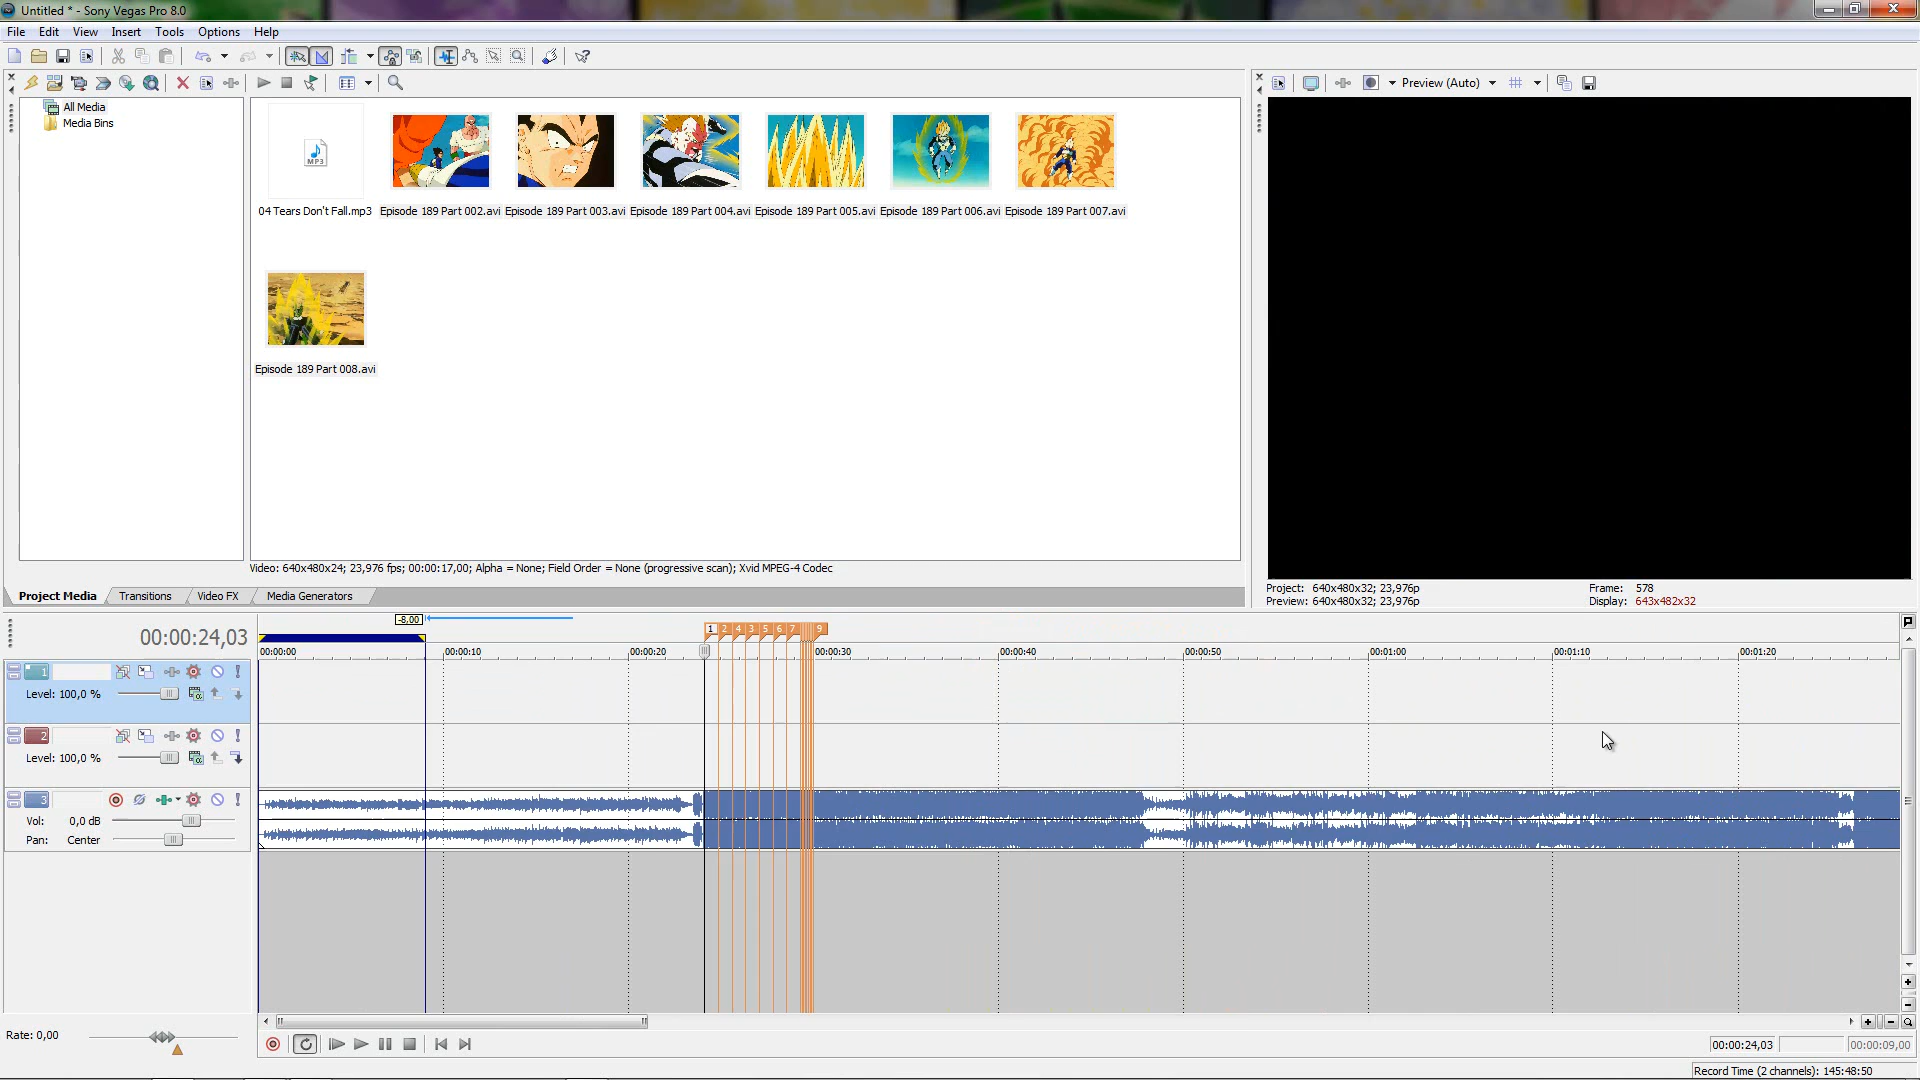 Untitled * - Sony Vegas Pro 8.0
File Edit View Insert Tools Options Help
Preview (Auto)
All Media
Media Bins
MP3
04 Tears Don't Fall.mp3 Episode 189 Part 002.avi Episode 189 Part 003.avi Episode 189 Part 004.avi Episode 189 Part 005.avi Episode 189 Part 006.avi Episode 189 Part 007.avi
Episode 189 Part 008.avi
Video: 640x480x24; 23,976 fps; 00:00:17,00; Alpha = None; Field Order = None (progressive scan); Xvid MPEG-4 Codec
Project Media Transitions Video FX Media Generators
Project: 640x480x32; 23,976p Frame: 578
Preview: 640x480x32; 23,976p Display: 643x482x32
-8,00
00:00:24,03
1 2 4 3 5 6 7 9
00:00:00 00:00:10 00:00:20 00:00:30 00:00:40 00:00:50 00:01:00 00:01:10 00:01:20
1
Level: 100,0 %
2
Level: 100,0 %
3
Vol: 0,0 dB
Pan: Center
Rate: 0,00
00:00:24,03 00:00:09,00
Record Time (2 channels): 145:48:50